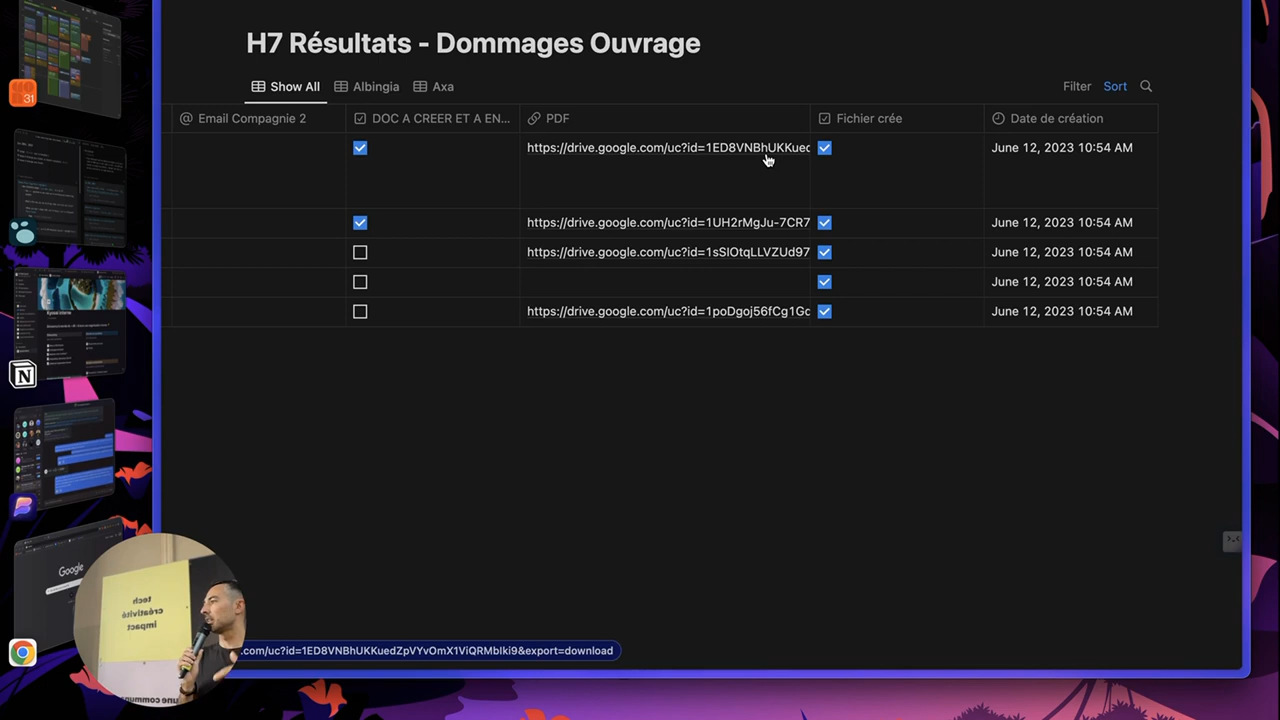 H7 Résultats - Dommages Ouvrage
Show All
Albingia
Axa
Filter
Sort
Email Compagnie 2
DOC A CREER ET A EN...
PDF
Fichier crée
Date de création
https://drive.google.com/uc?id=1ED8VNBhUKKued
June 12, 2023 10:54 AM
https://drive.google.com/uc?id=1UH2rMgJu-7CR7
June 12, 2023 10:54 AM
https://drive.google.com/uc?id=1sSlOtqLLVZUd97
June 12, 2023 10:54 AM
June 12, 2023 10:54 AM
https://drive.google.com/uc?id=1poDgoj56fCg1Gc
June 12, 2023 10:54 AM
31
Google
tech
créativité
impact
une commun
.com/uc?id=1ED8VNBhUKKuedZpVYvOmX1ViQRMblki9&export=download